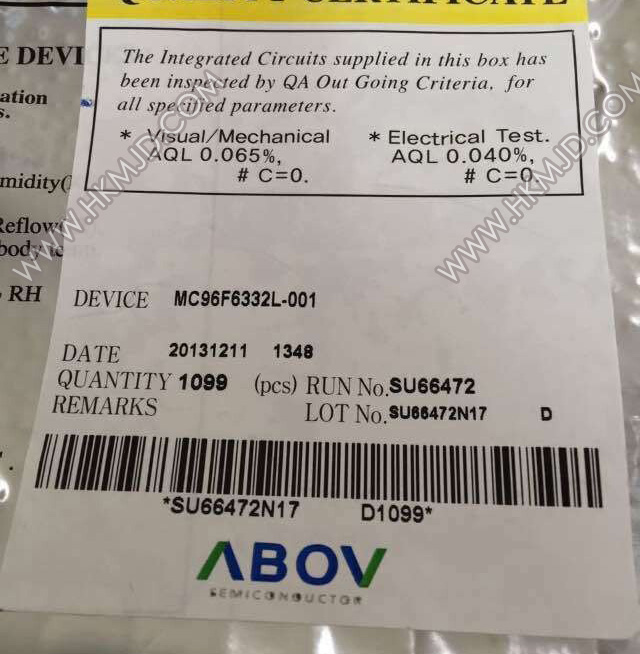 QUALITY CERTIFICATE
E DEVI
ation
s.
The Integrated Circuits supplied in this box has
been inspected by QA Out Going Criteria, for
all specified parameters.
* Visual/Mechanical
AQL 0.065%,
# C=0.
* Electrical Test.
AQL 0.040%,
# C=0.
midity(
Reflow
body
RH
DEVICE MC96F6332L-001
DATE 20131211 1348
QUANTITY 1099 (pcs) RUN No.SU66472
REMARKS LOT No.SU66472N17 D
*SU66472N17 D1099*
ABOV
SEMICONDUCTOR
WWW.HKMJD.COM
WWW.HKMJD.COM